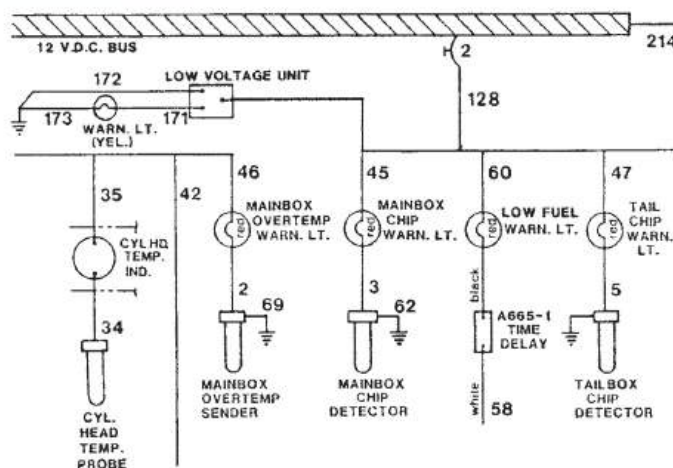 214
12 V.D.C. BUS
2
172
LOW VOLTAGE UNIT
128
173
171
WARN. LT.
(YEL.)
35
42
46
45
60
47
MAINBOX
OVERTEMP
WARN. LT.
red
MAINBOX
CHIP
WARN. LT.
red
LOW FUEL
WARN. LT.
red
TAIL
CHIP
WARN.
LT.
red
CYL HD.
TEMP.
IND.
black
2
69
3
62
5
A665-1
TIME
DELAY
34
white
58
CYL.
HEAD
TEMP.
PROBE
MAINBOX
OVERTEMP
SENDER
MAINBOX
CHIP
DETECTOR
TAILBOX
CHIP
DETECTOR